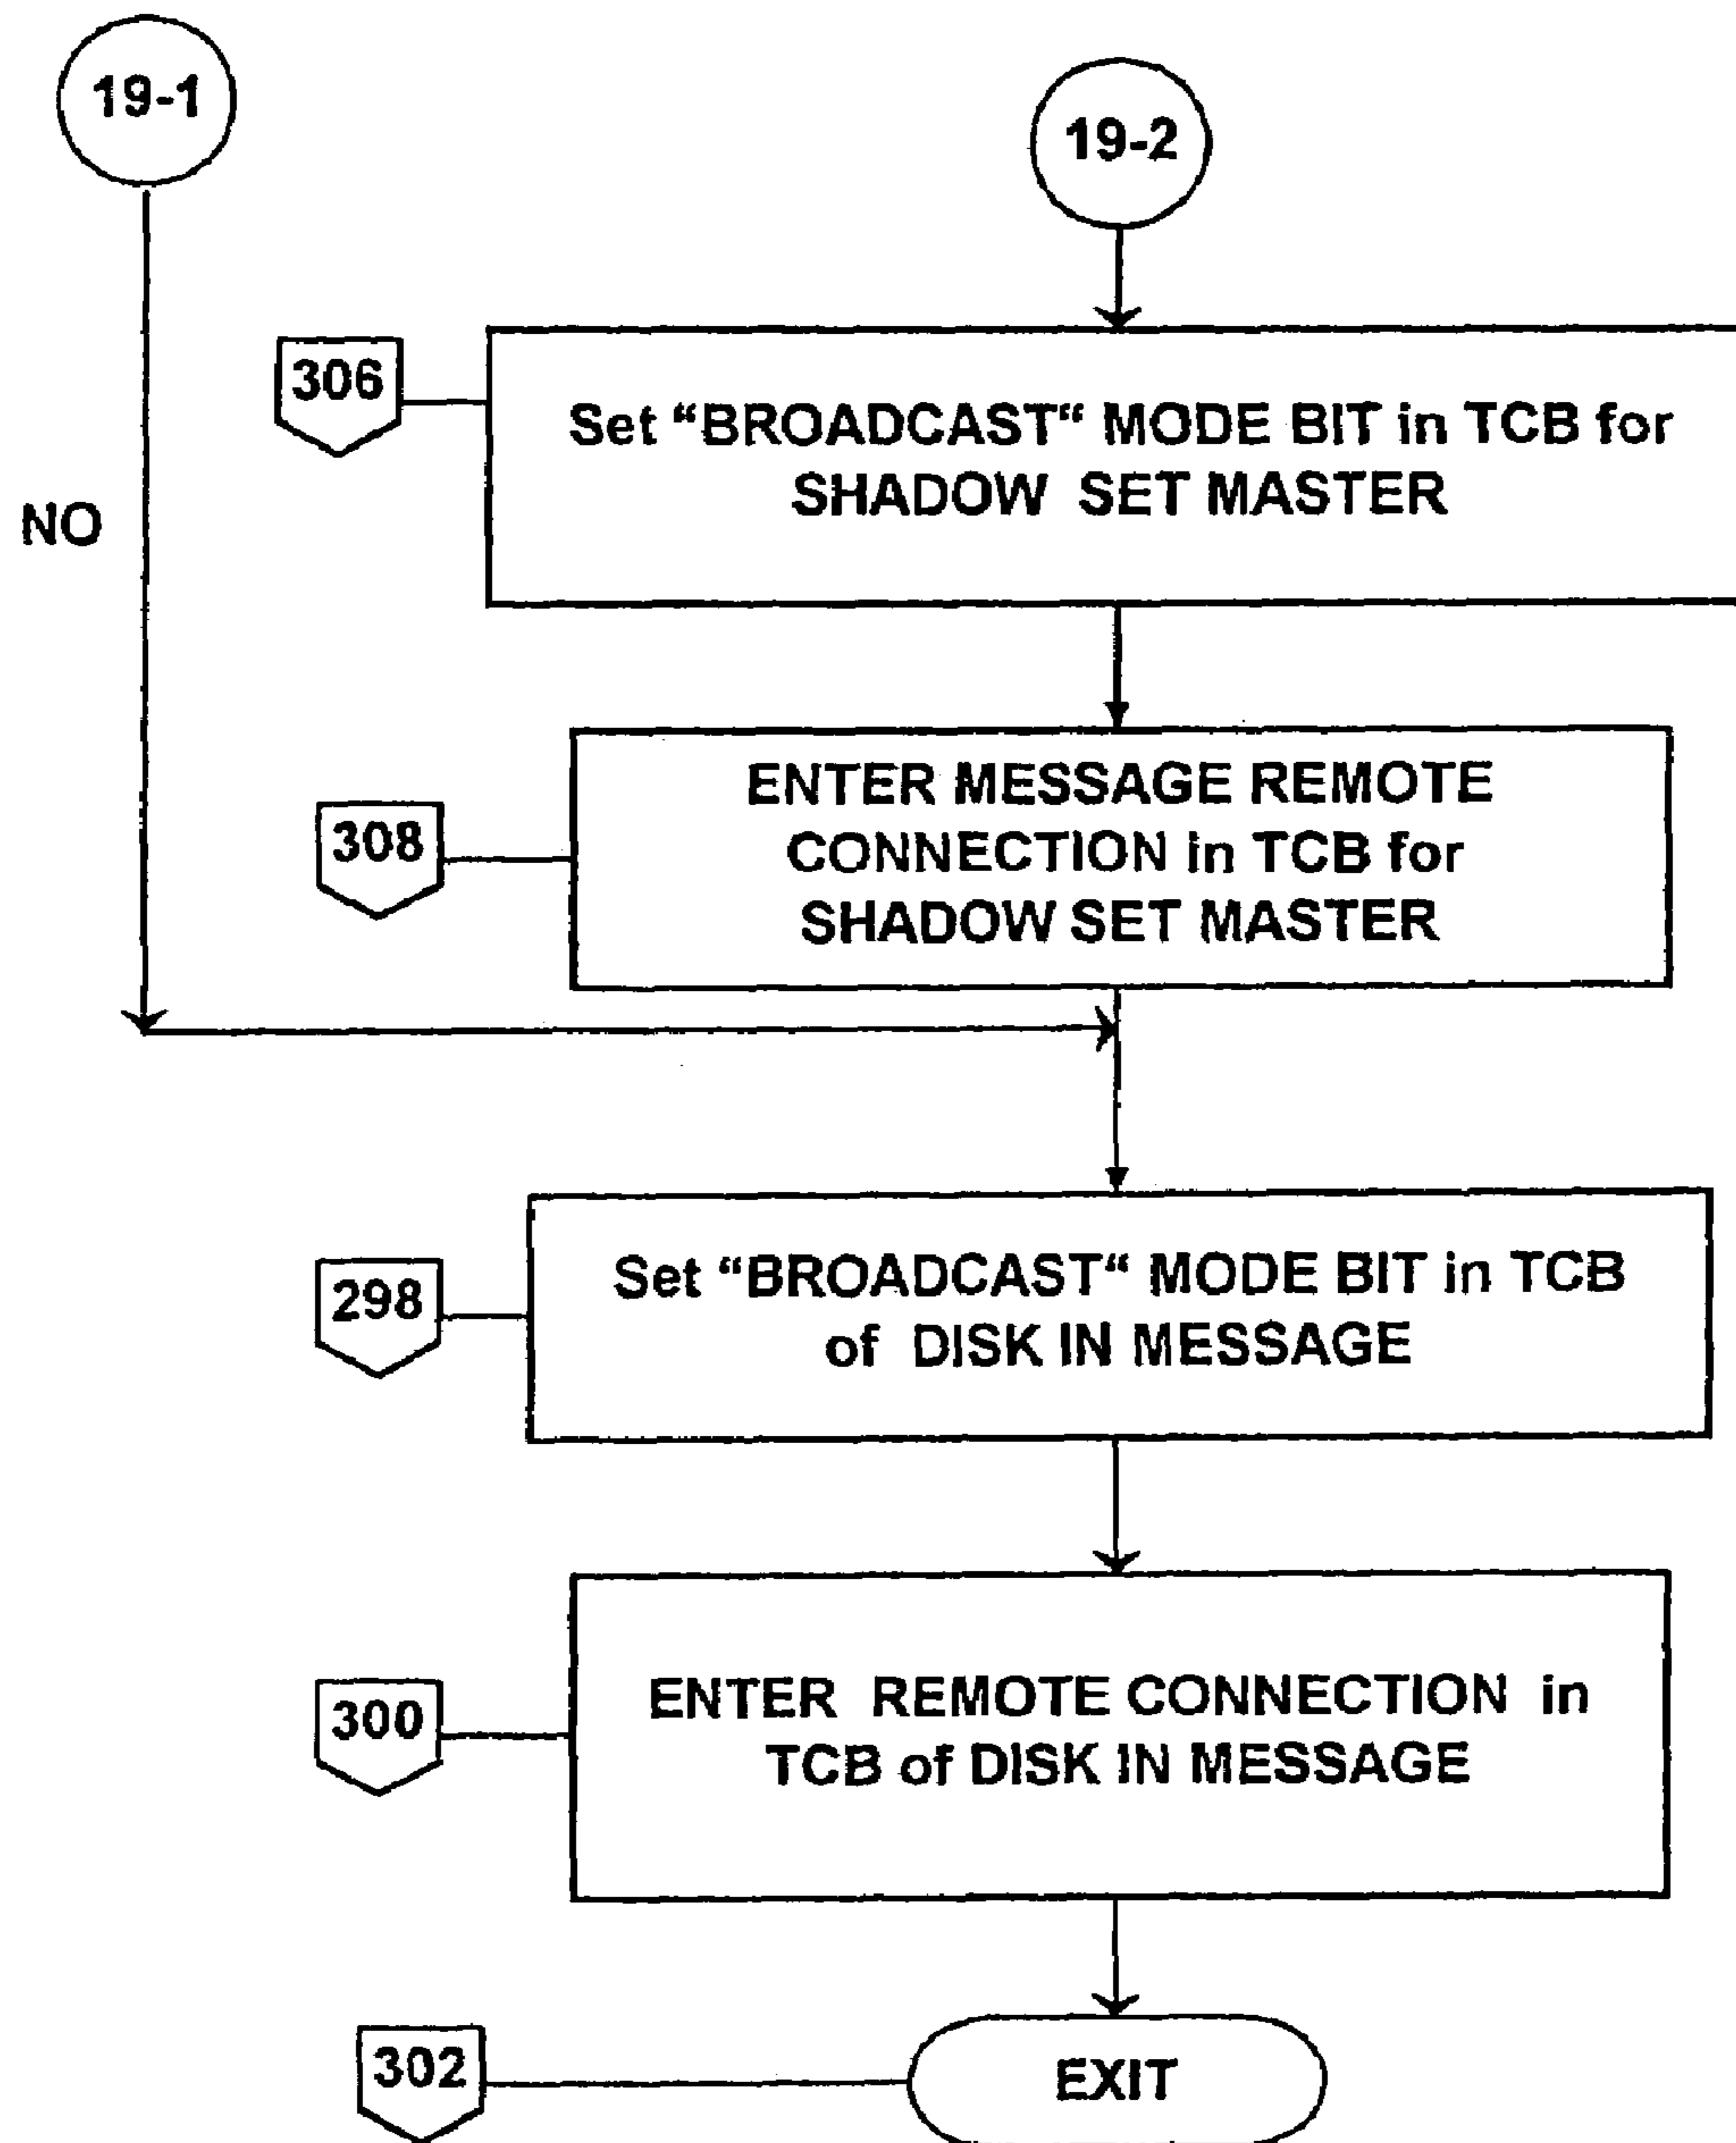 19-1
19-2
306
Set “BROADCAST“ MODE BIT in TCB for
SHADOW SET MASTER
NO
308
ENTER MESSAGE REMOTE
CONNECTION in TCB for
SHADOW SET MASTER
298
Set “BROADCAST“ MODE BIT in TCB
of DISK IN MESSAGE
300
ENTER REMOTE CONNECTION in
TCB of DISK IN MESSAGE
302
EXIT